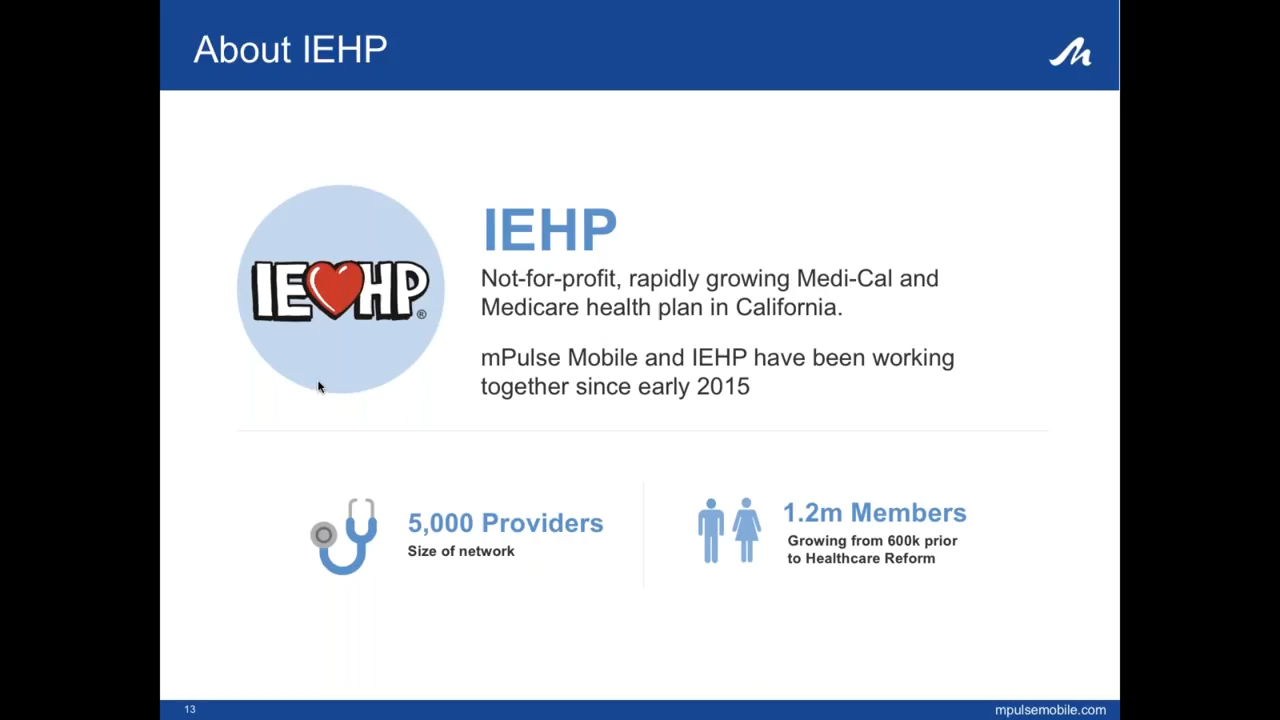 About IEHP
IE HP®
IEHP
Not-for-profit, rapidly growing Medi-Cal and
Medicare health plan in California.
mPulse Mobile and IEHP have been working
together since early 2015
5,000 Providers
Size of network
1.2m Members
Growing from 600k prior
to Healthcare Reform
13
mpulsemobile.com